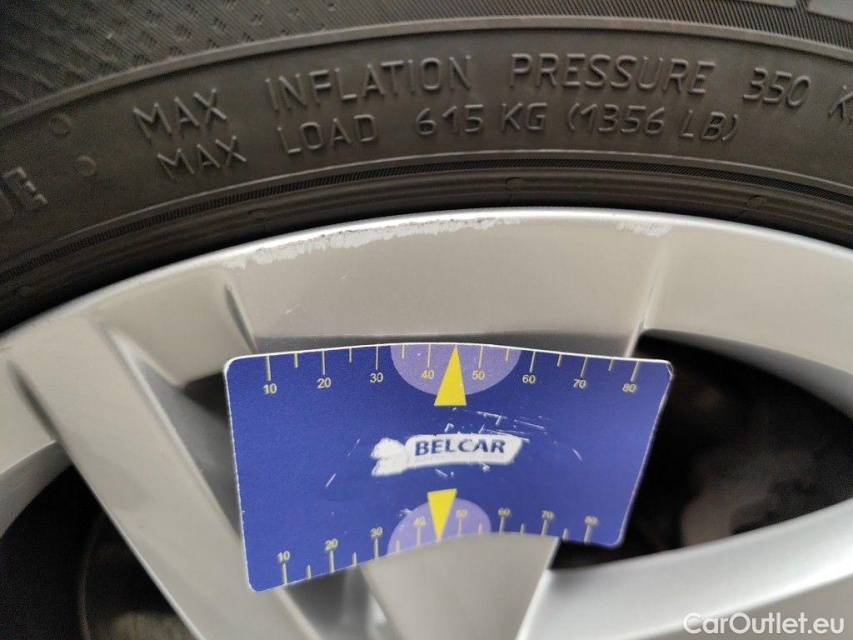 MAX INFLATION PRESSURE 350 K
MAX LOAD 615 KG (1356 LB)
10 20 30 40 50 60 70 80
BELCAR
10 20 30 40 50 60 70 80
CarOutlet.eu